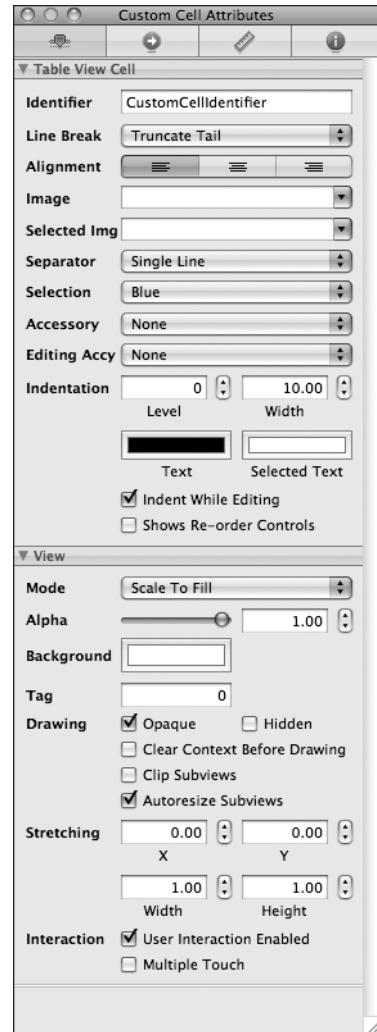 Custom Cell Attributes
Table View Cell
Identifier CustomCellIdentifier
Line Break Truncate Tail
Alignment
Image
Selected Img
Separator Single Line
Selection Blue
Accessory None
Editing Accy None
Indentation 0 10.00
Level Width
Text Selected Text
Indent While Editing
Shows Re-order Controls
View
Mode Scale To Fill
Alpha 1.00
Background
Tag 0
Drawing Opaque Hidden
Clear Context Before Drawing
Clip Subviews
Autoresize Subviews
Stretching 0.00 0.00
X Y
1.00 1.00
Width Height
Interaction User Interaction Enabled
Multiple Touch